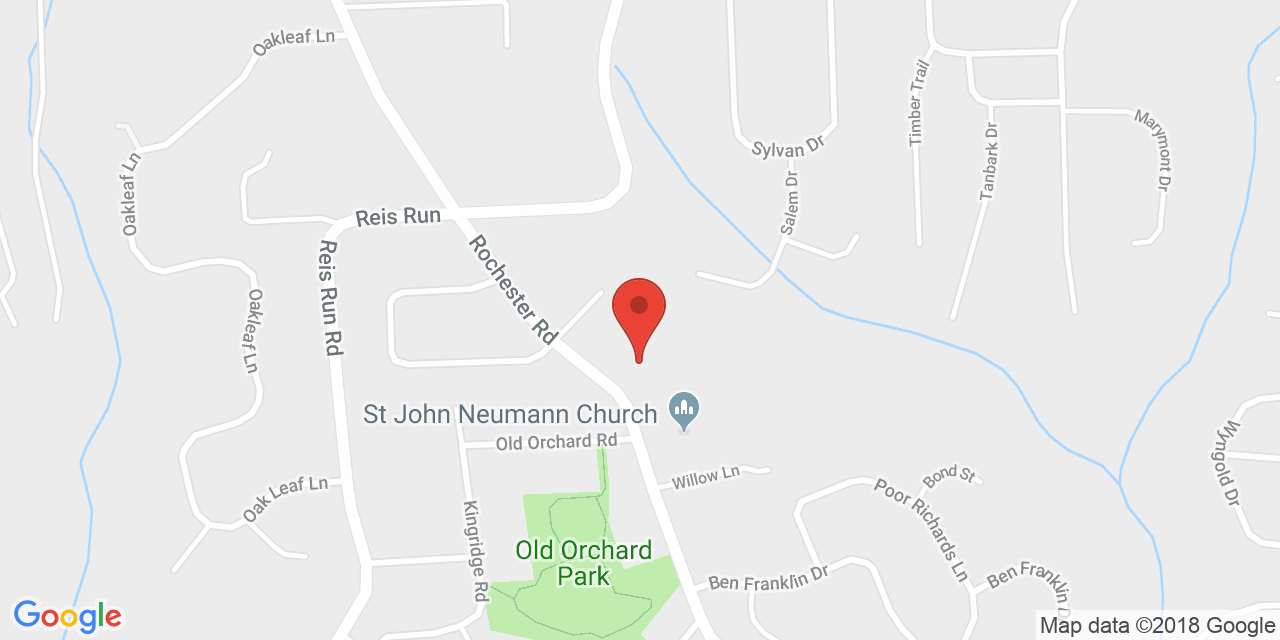 Oakleaf Ln
Timber Trail
Marymont Dr
Tanbark Dr
Sylvan Dr
Oakleaf Ln
Salem Dr
Reis Run
Reis Run Rd
Rochester Rd
Oakleaf Ln
St John Neumann Church
Old Orchard Rd
Willow Ln
Bond St
Wyngold Dr
Oak Leaf Ln
Poor Richards Ln
Kingridge Rd
Old Orchard
Park
Ben Franklin Dr
Ben Franklin D
Google
Map data ©2018 Google